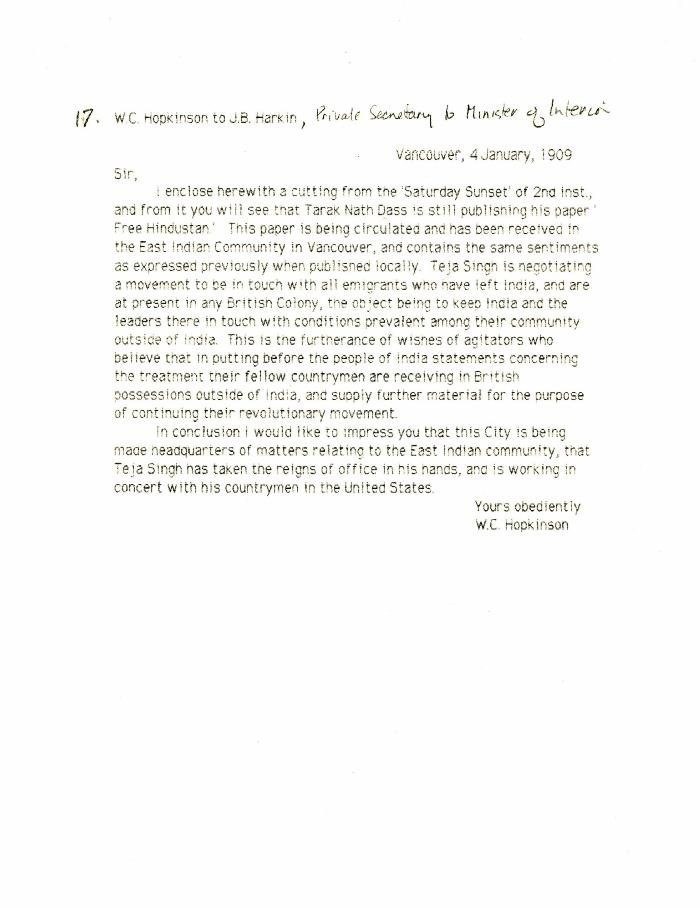 17. W.C. Hopkinson to J.B. Harkin, Private Secretary to Minister of Interior
Vancouver, 4 January, 1909
Sir,
I enclose herewith a cutting from the 'Saturday Sunset' of 2nd inst.,
and from it you will see that Tarak Nath Dass is still publishing his paper '
Free Hindustan.' This paper is being circulated and has been received in
the East Indian Community in Vancouver, and contains the same sentiments
as expressed previously when published locally. Teja Singh is negotiating
a movement to be in touch with all emigrants who have left India, and are
at present in any British Colony, the object being to keep India and the
leaders there in touch with conditions prevalent among their community
outside of India. This is the furtherance of wishes of agitators who
believe that in putting before the people of India statements concerning
the treatment their fellow countrymen are receiving in British
possessions outside of India, and supply further material for the purpose
of continuing their revolutionary movement.
In conclusion I would like to impress you that this City is being
made headquarters of matters relating to the East Indian community, that
Teja Singh has taken the reigns of office in his hands, and is working in
concert with his countrymen in the United States.
Yours obediently
W.C. Hopkinson